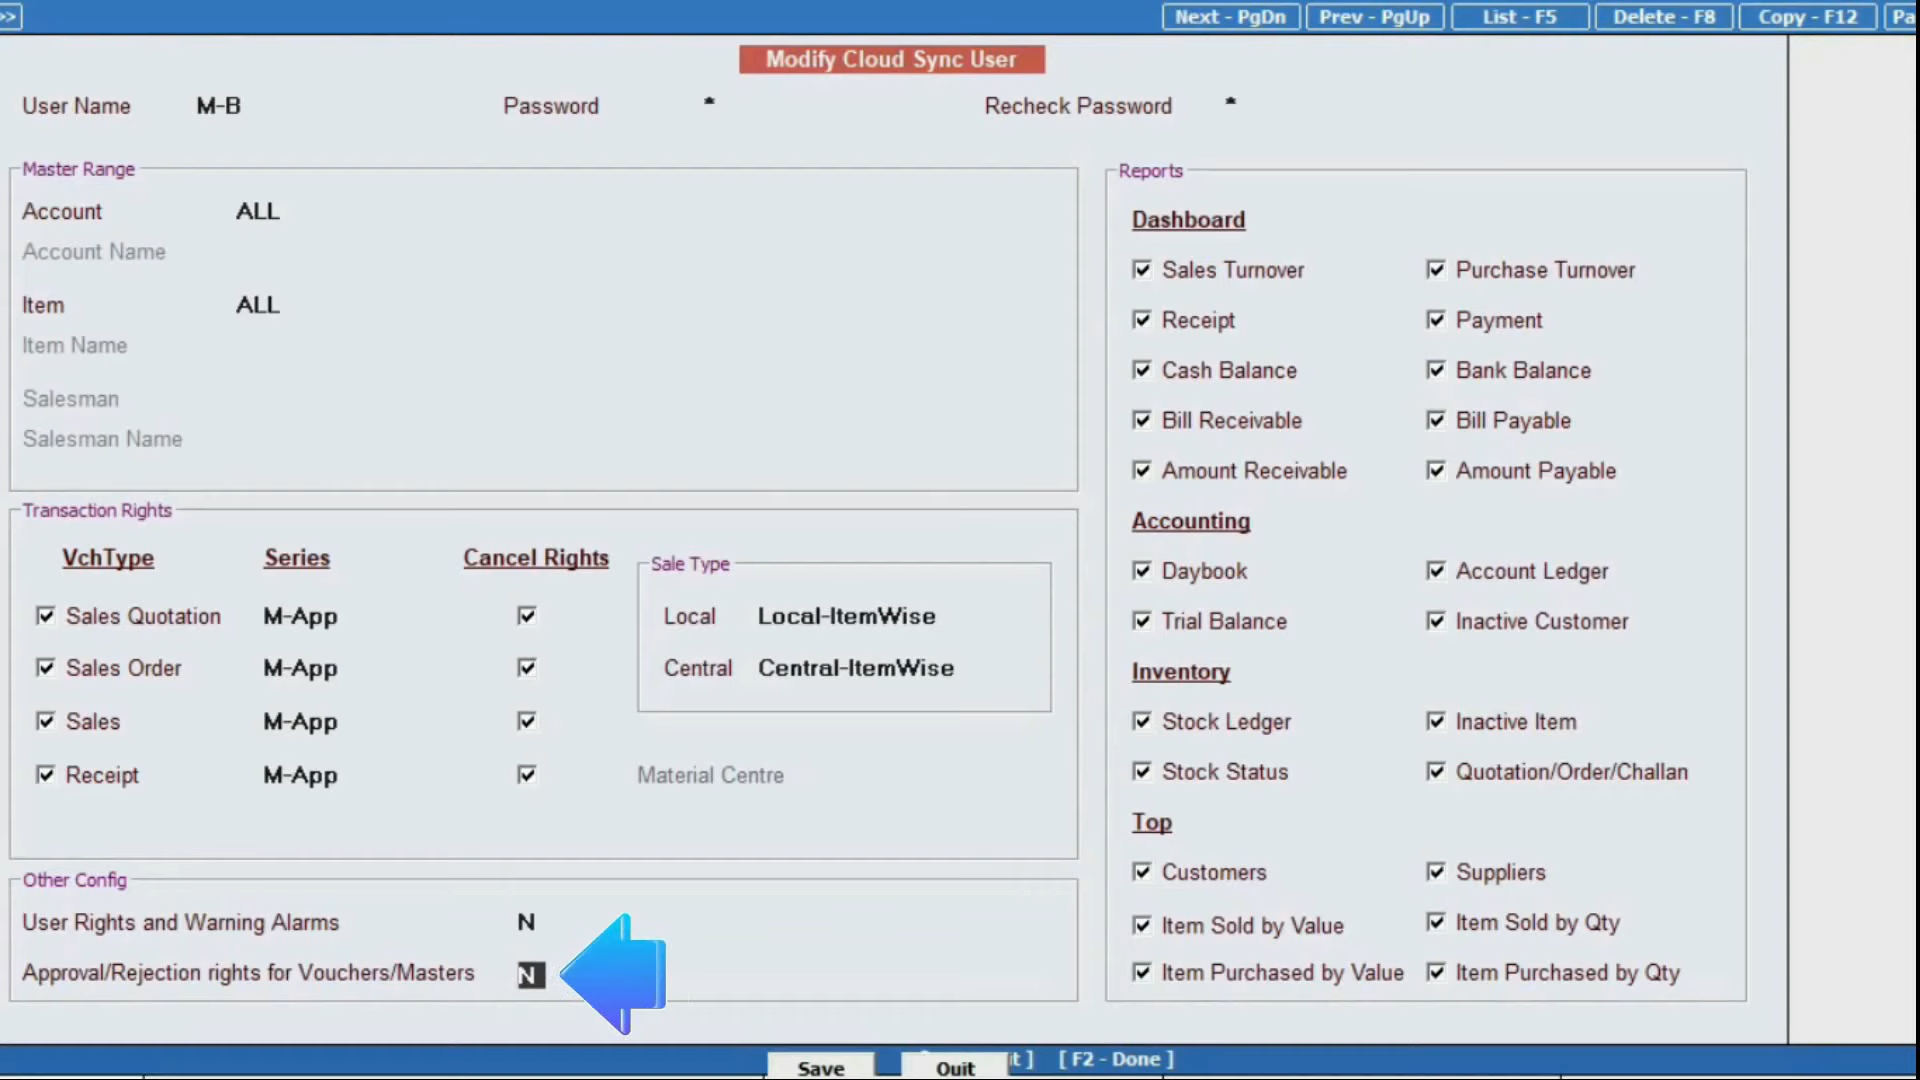 >> Next - PgDn Prev - PgUp List - F5 Delete - F8 Copy - F12 Pa
Modify Cloud Sync User
User Name M-B Password * Recheck Password *
Master Range
Account ALL
Account Name
Item ALL
Item Name
Salesman
Salesman Name
Transaction Rights
VchType Series Cancel Rights
Sales Quotation M-App
Sales Order M-App
Sales M-App
Receipt M-App
Sale Type
Local Local-ItemWise
Central Central-ItemWise
Material Centre
Other Config
User Rights and Warning Alarms N
Approval/Rejection rights for Vouchers/Masters N
Reports
Dashboard
Sales Turnover Purchase Turnover
Receipt Payment
Cash Balance Bank Balance
Bill Receivable Bill Payable
Amount Receivable Amount Payable
Accounting
Daybook Account Ledger
Trial Balance Inactive Customer
Inventory
Stock Ledger Inactive Item
Stock Status Quotation/Order/Challan
Top
Customers Suppliers
Item Sold by Value Item Sold by Qty
Item Purchased by Value Item Purchased by Qty
Save Quit t ] [ F2 - Done ]